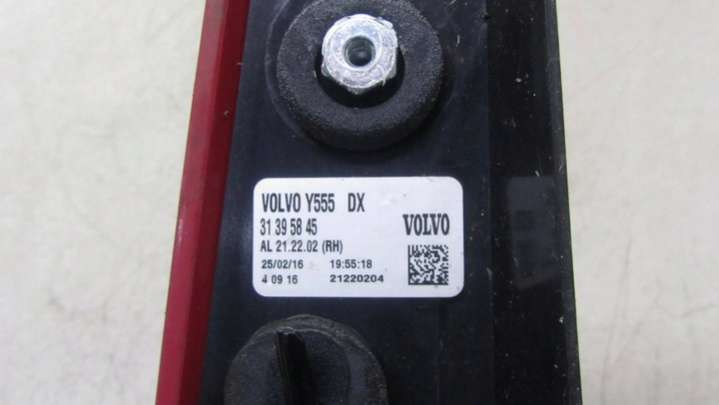 VOLVO Y555 DX
31 39 58 45
VOLVO
AL 21.22.02 (RH)
25/02/16 19:55:18
4 09 16 21220204